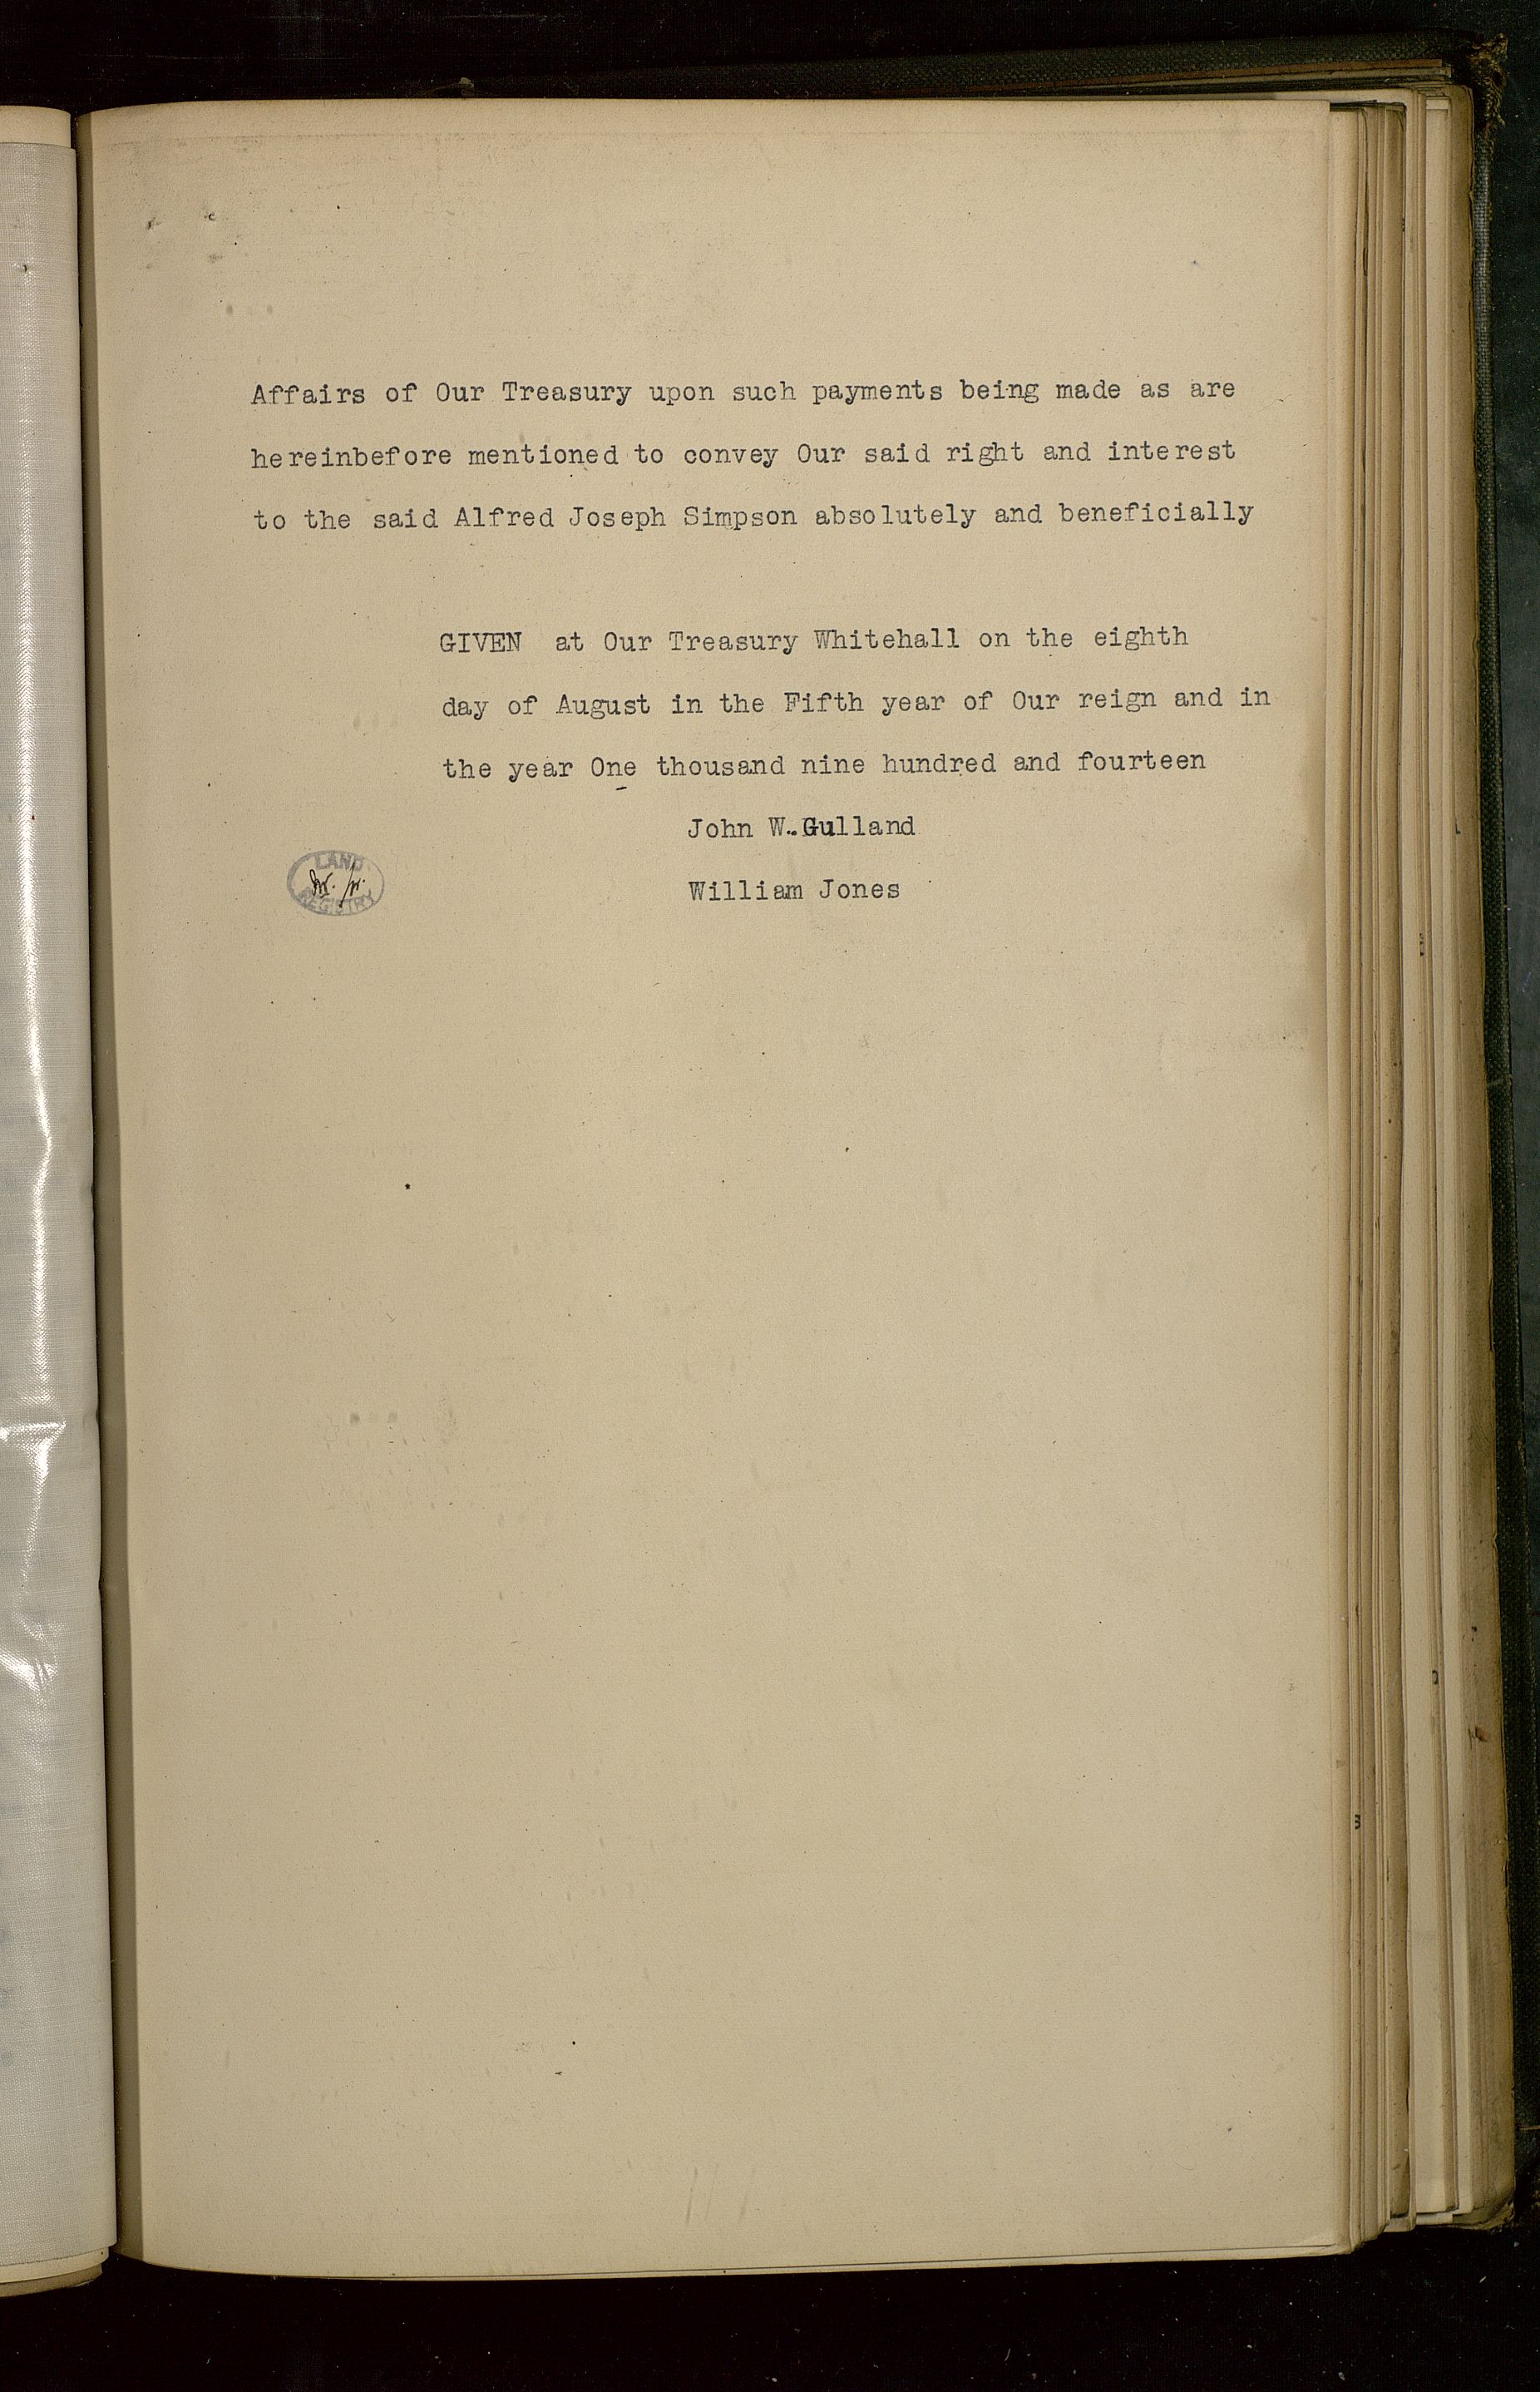 Affairs of Our Treasury upon such payments being made as are
hereinbefore mentioned to convey Our said right and interest
to the said Alfred Joseph Simpson absolutely and beneficially
GIVEN at Our Treasury Whitehall on the eighth
day of August in the Fifth year of Our reign and in
the year One thousand nine hundred and fourteen
John W. Gulland
William Jones
LAND
REGISTRY